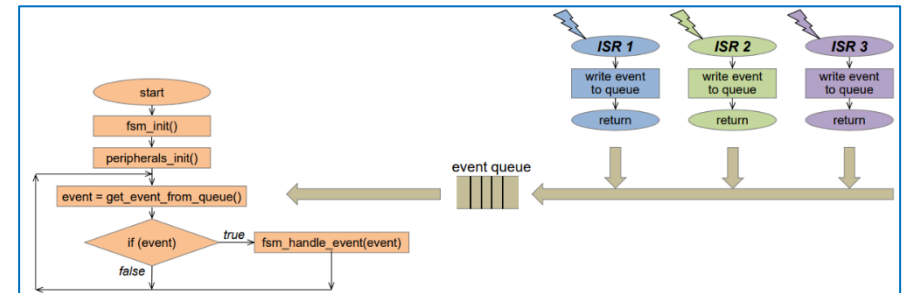 ISR 1
ISR 2
ISR 3
write event
to queue
write event
to queue
write event
to queue
return
return
return
start
fsm_init()
peripherals_init()
event queue
event = get_event_from_queue()
if (event)
true
fsm_handle_event(event)
false